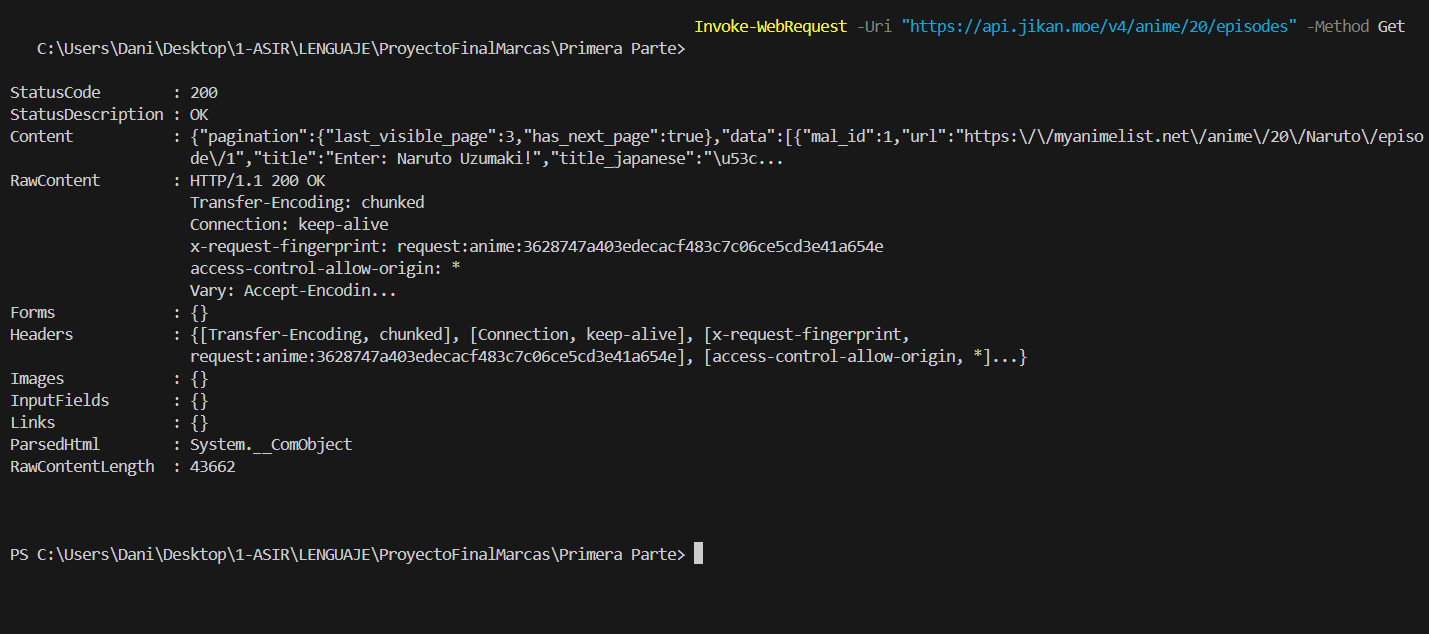 Invoke-WebRequest -Uri "https://api.jikan.moe/v4/anime/20/episodes" -Method Get
C:\Users\Dani\Desktop\1-ASIR\LENGUAJE\ProyectoFinalMarcas\Primera Parte>
StatusCode : 200
StatusDescription : OK
Content : {"pagination":{"last_visible_page":3,"has_next_page":true},"data":[{"mal_id":1,"url":"https:\/\/myanimelist.net\/anime\/20\/Naruto\/episo
de\/1","title":"Enter: Naruto Uzumaki!","title_japanese":"\u53c...
RawContent : HTTP/1.1 200 OK
Transfer-Encoding: chunked
Connection: keep-alive
x-request-fingerprint: request:anime:3628747a403edecacf483c7c06ce5cd3e41a654e
access-control-allow-origin: *
Vary: Accept-Encodin...
Forms : {}
Headers : {[Transfer-Encoding, chunked], [Connection, keep-alive], [x-request-fingerprint,
request:anime:3628747a403edecacf483c7c06ce5cd3e41a654e], [access-control-allow-origin, *]...}
Images : {}
InputFields : {}
Links : {}
ParsedHtml : System.__ComObject
RawContentLength : 43662
PS C:\Users\Dani\Desktop\1-ASIR\LENGUAJE\ProyectoFinalMarcas\Primera Parte>